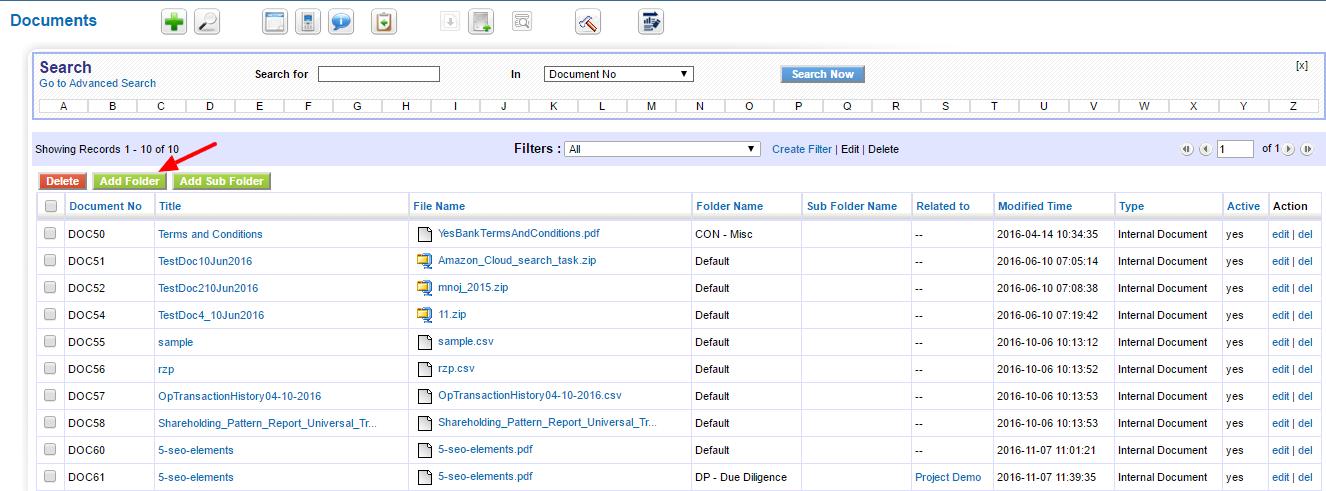 Documents
Search [x]
Go to Advanced Search Search for In Document No Search Now
A B C D E F G H I J K L M N O P Q R S T U V W X Y Z
Showing Records 1 - 10 of 10 Filters : All Create Filter | Edit | Delete 1 of 1
Delete Add Folder Add Sub Folder
Document No Title File Name Folder Name Sub Folder Name Related to Modified Time Type Active Action
DOC50 Terms and Conditions YesBankTermsAndConditions.pdf CON - Misc -- 2016-04-14 10:34:35 Internal Document yes edit | del
DOC51 TestDoc10Jun2016 Amazon_Cloud_search_task.zip Default -- 2016-06-10 07:05:14 Internal Document yes edit | del
DOC52 TestDoc210Jun2016 mnoj_2015.zip Default -- 2016-06-10 07:08:38 Internal Document yes edit | del
DOC54 TestDoc4_10Jun2016 11.zip Default -- 2016-06-10 07:19:42 Internal Document yes edit | del
DOC55 sample sample.csv Default -- 2016-10-06 10:13:12 Internal Document yes edit | del
DOC56 rzp rzp.csv Default -- 2016-10-06 10:13:52 Internal Document yes edit | del
DOC57 OpTransactionHistory04-10-2016 OpTransactionHistory04-10-2016.csv Default -- 2016-10-06 10:13:53 Internal Document yes edit | del
DOC58 Shareholding_Pattern_Report_Universal_Tr... Shareholding_Pattern_Report_Universal_Tr... Default -- 2016-10-06 10:13:53 Internal Document yes edit | del
DOC60 5-seo-elements 5-seo-elements.pdf Default -- 2016-11-07 11:01:21 Internal Document yes edit | del
DOC61 5-seo-elements 5-seo-elements.pdf DP - Due Diligence Project Demo 2016-11-07 11:39:35 Internal Document yes edit | del